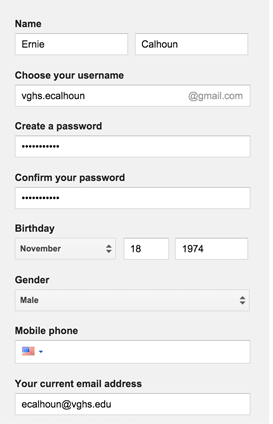 Name
Ernie Calhoun
Choose your username
vghs.ecalhoun @gmail.com
Create a password
•••••••••••
Confirm your password
•••••••••••
Birthday
November 18 1974
Gender
Male
Mobile phone
Your current email address
ecalhoun@vghs.edu